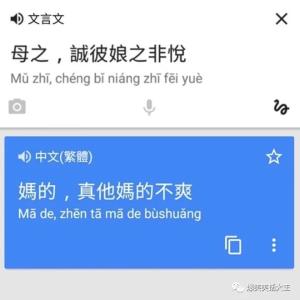 文言文
母之，誠彼娘之非悅
Mǔ zhī, chéng bǐ niáng zhī fēi yuè
中文(繁體)
媽的，真他媽的不爽
Mā de, zhēn tā mā de bùshuǎng